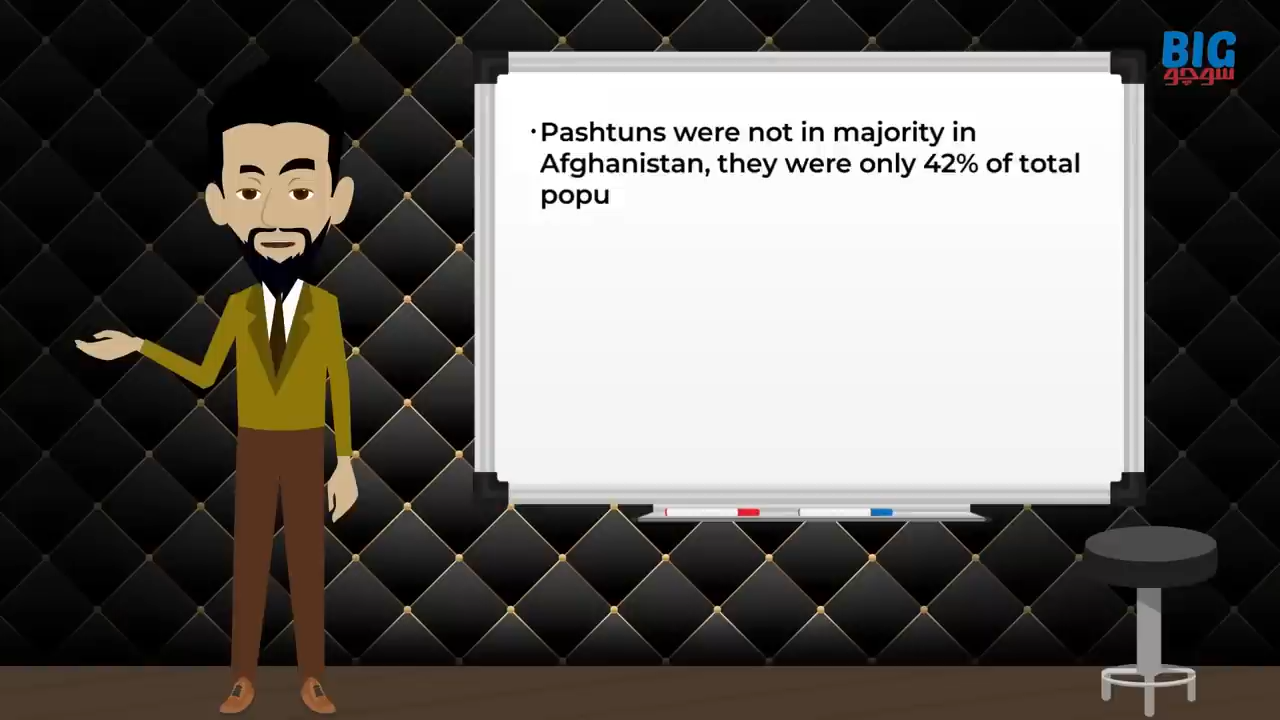 •Pashtuns were not in majority in
Afghanistan, they were only 42% of total
popu
BIG
سوچو